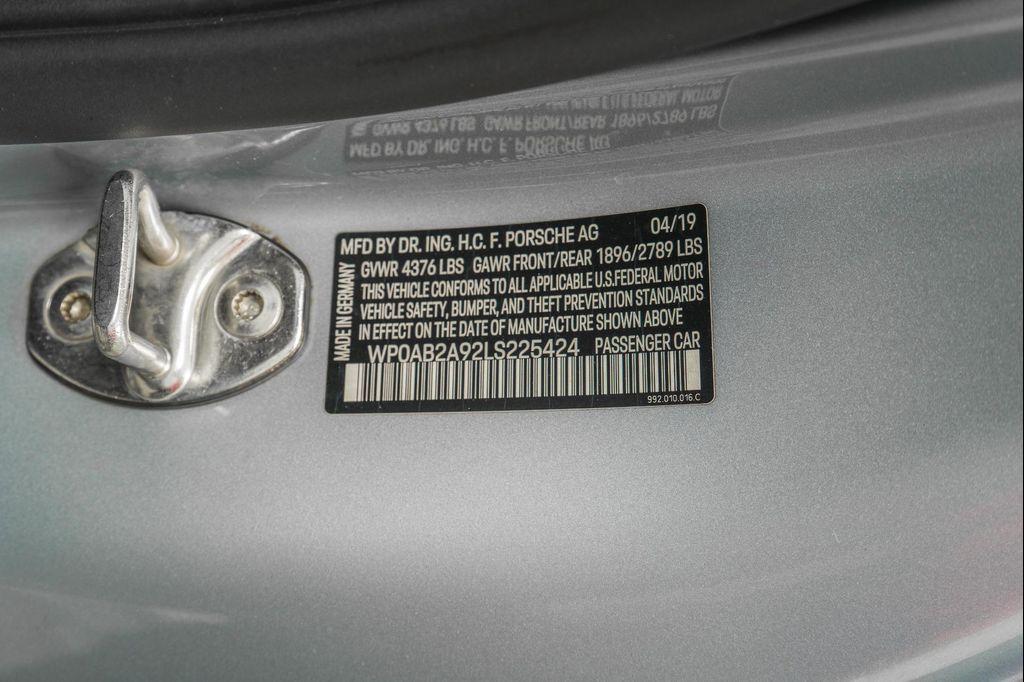 MFD BY DR. ING. H.C. F. PORSCHE AG 04/19
GVWR 4376 LBS GAWR FRONT/REAR 1896/2789 LBS
THIS VEHICLE CONFORMS TO ALL APPLICABLE U.S.FEDERAL MOTOR
VEHICLE SAFETY, BUMPER, AND THEFT PREVENTION STANDARDS
IN EFFECT ON THE DATE OF MANUFACTURE SHOWN ABOVE
MADE IN GERMANY
WP0AB2A92LS225424 PASSENGER CAR
992.010.016.C